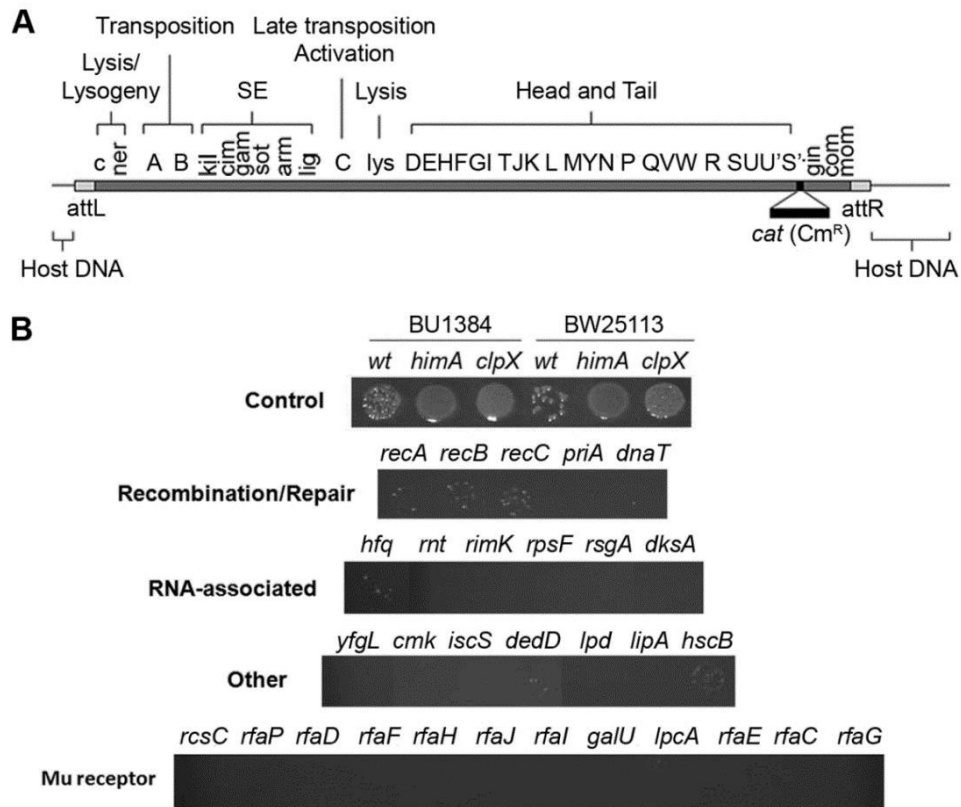 A
Transposition Late transposition
Activation
Lysis/
Lysogeny SE Lysis Head and Tail
c ner A B kil cim gam sot arm lig C lys DEHFGI TJK L MYN P QVW R SUU'S' gin com mom
attL attR
cat (CmR)
Host DNA Host DNA
B
BU1384 BW25113
wt himA clpX wt himA clpX
Control
recA recB recC priA dnaT
Recombination/Repair
hfq rnt rimK rpsF rsgA dksA
RNA-associated
yfgL cmk iscS dedD lpd lipA hscB
Other
rcsC rfaP rfaD rfaF rfaH rfaJ rfaI galU lpcA rfaE rfaC rfaG
Mu receptor